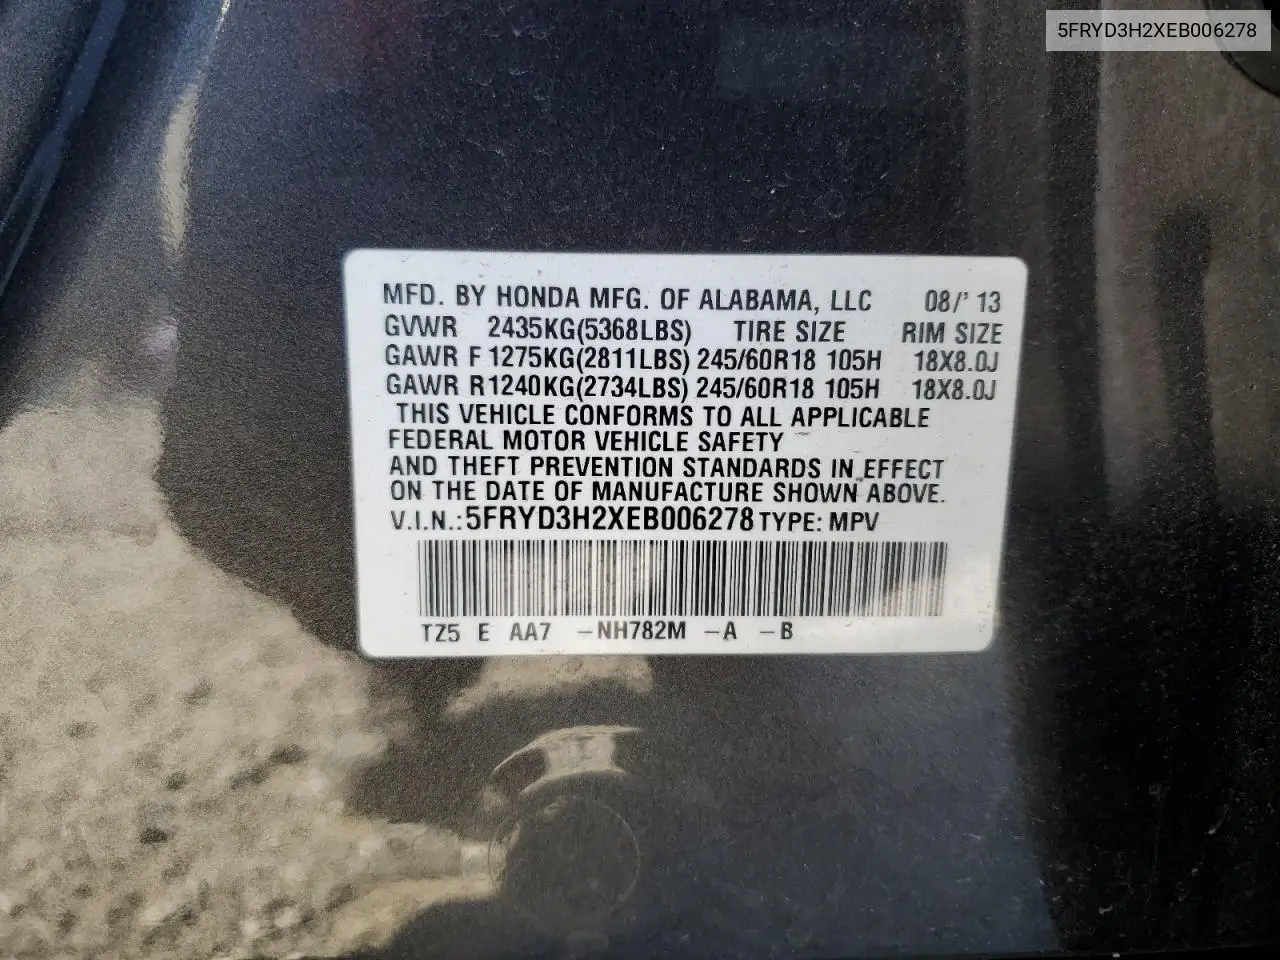 5FRYD3H2XEB006278
MFD. BY HONDA MFG. OF ALABAMA, LLC 08/' 13
GVWR 2435KG(5368LBS) TIRE SIZE RIM SIZE
GAWR F 1275KG(2811LBS) 245/60R18 105H 18X8.0J
GAWR R 1240KG(2734LBS) 245/60R18 105H 18X8.0J
THIS VEHICLE CONFORMS TO ALL APPLICABLE
FEDERAL MOTOR VEHICLE SAFETY
AND THEFT PREVENTION STANDARDS IN EFFECT
ON THE DATE OF MANUFACTURE SHOWN ABOVE.
V.I.N.: 5FRYD3H2XEB006278 TYPE: MPV
TZ5 E AA7 -NH782M -A -B